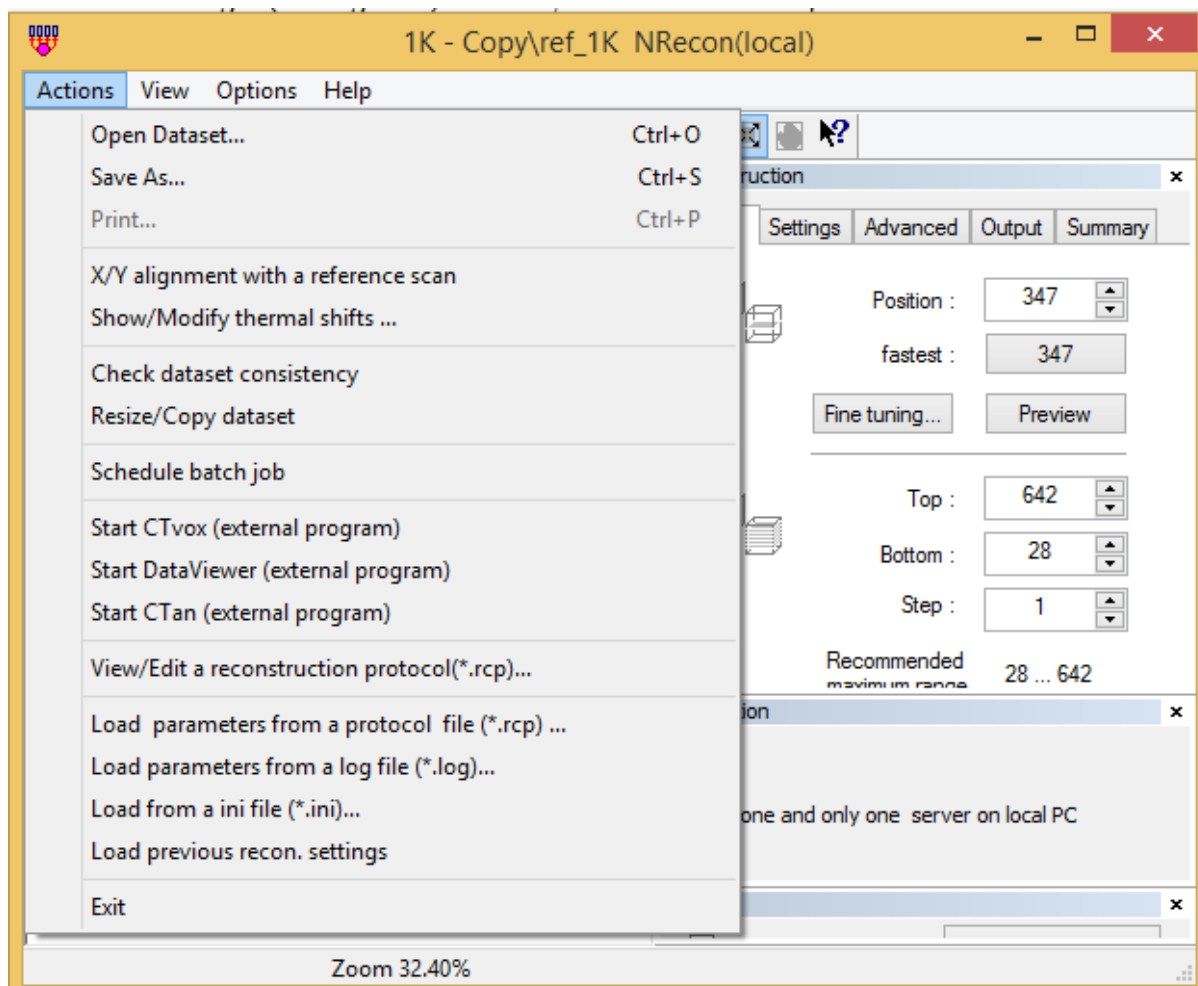 1K - Copy\ref_1K NRecon(local)
Actions View Options Help
Open Dataset... Ctrl+O
Save As... Ctrl+S
Print... Ctrl+P
X/Y alignment with a reference scan
Show/Modify thermal shifts ...
Check dataset consistency
Resize/Copy dataset
Schedule batch job
Start CTvox (external program)
Start DataViewer (external program)
Start CTan (external program)
View/Edit a reconstruction protocol(*.rcp)...
Load parameters from a protocol file (*.rcp) ...
Load parameters from a log file (*.log)...
Load from a ini file (*.ini)...
Load previous recon. settings
Exit
ruction
Settings Advanced Output Summary
Position : 347
fastest : 347
Fine tuning... Preview
Top : 642
Bottom : 28
Step : 1
Recommended
maximum range
28 ... 642
ion
one and only one server on local PC
Zoom 32.40%